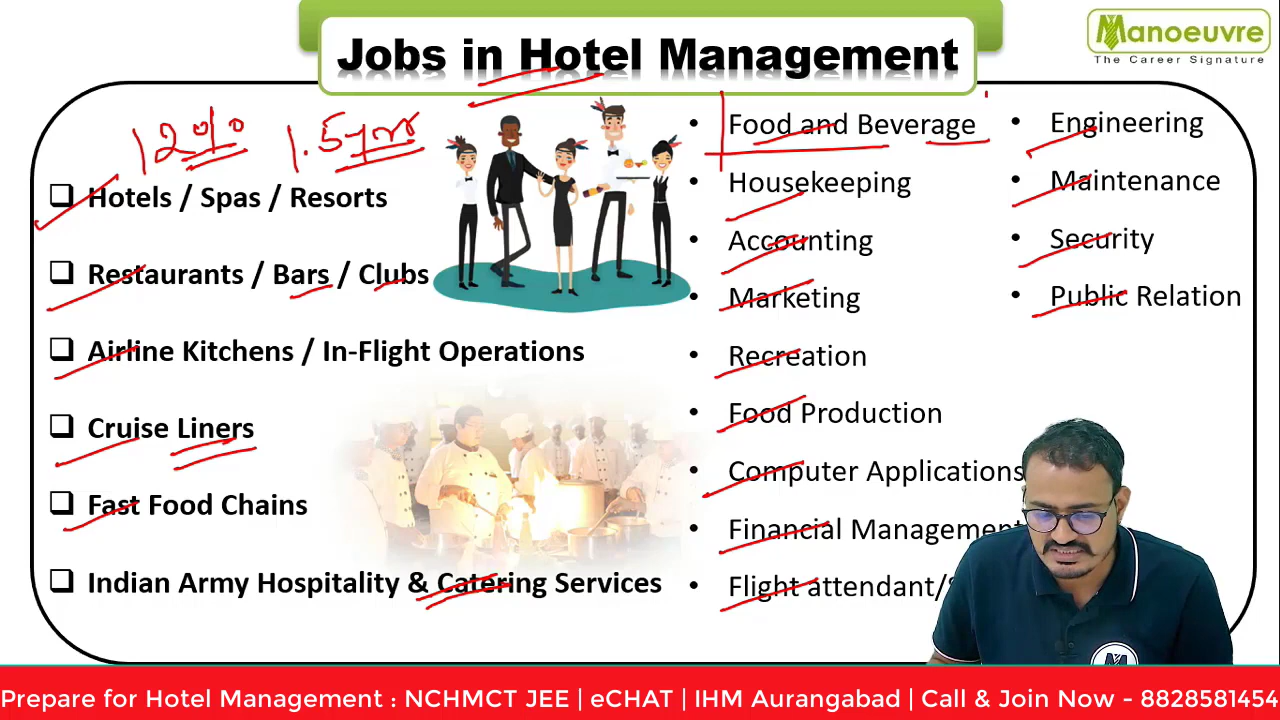 Jobs in Hotel Management
Manoeuvre
The Career Signature
12% 1.5
Hotels / Spas / Resorts
Restaurants / Bars / Clubs
Airline Kitchens / In-Flight Operations
Cruise Liners
Fast Food Chains
Indian Army Hospitality & Catering Services
• Food and Beverage
• Housekeeping
• Accounting
• Marketing
• Recreation
• Food Production
• Computer Applications
• Financial Management
• Flight attendant/
• Engineering
• Maintenance
• Security
• Public Relation
Prepare for Hotel Management : NCHMCT JEE | eCHAT | IHM Aurangabad | Call & Join Now - 8828581454